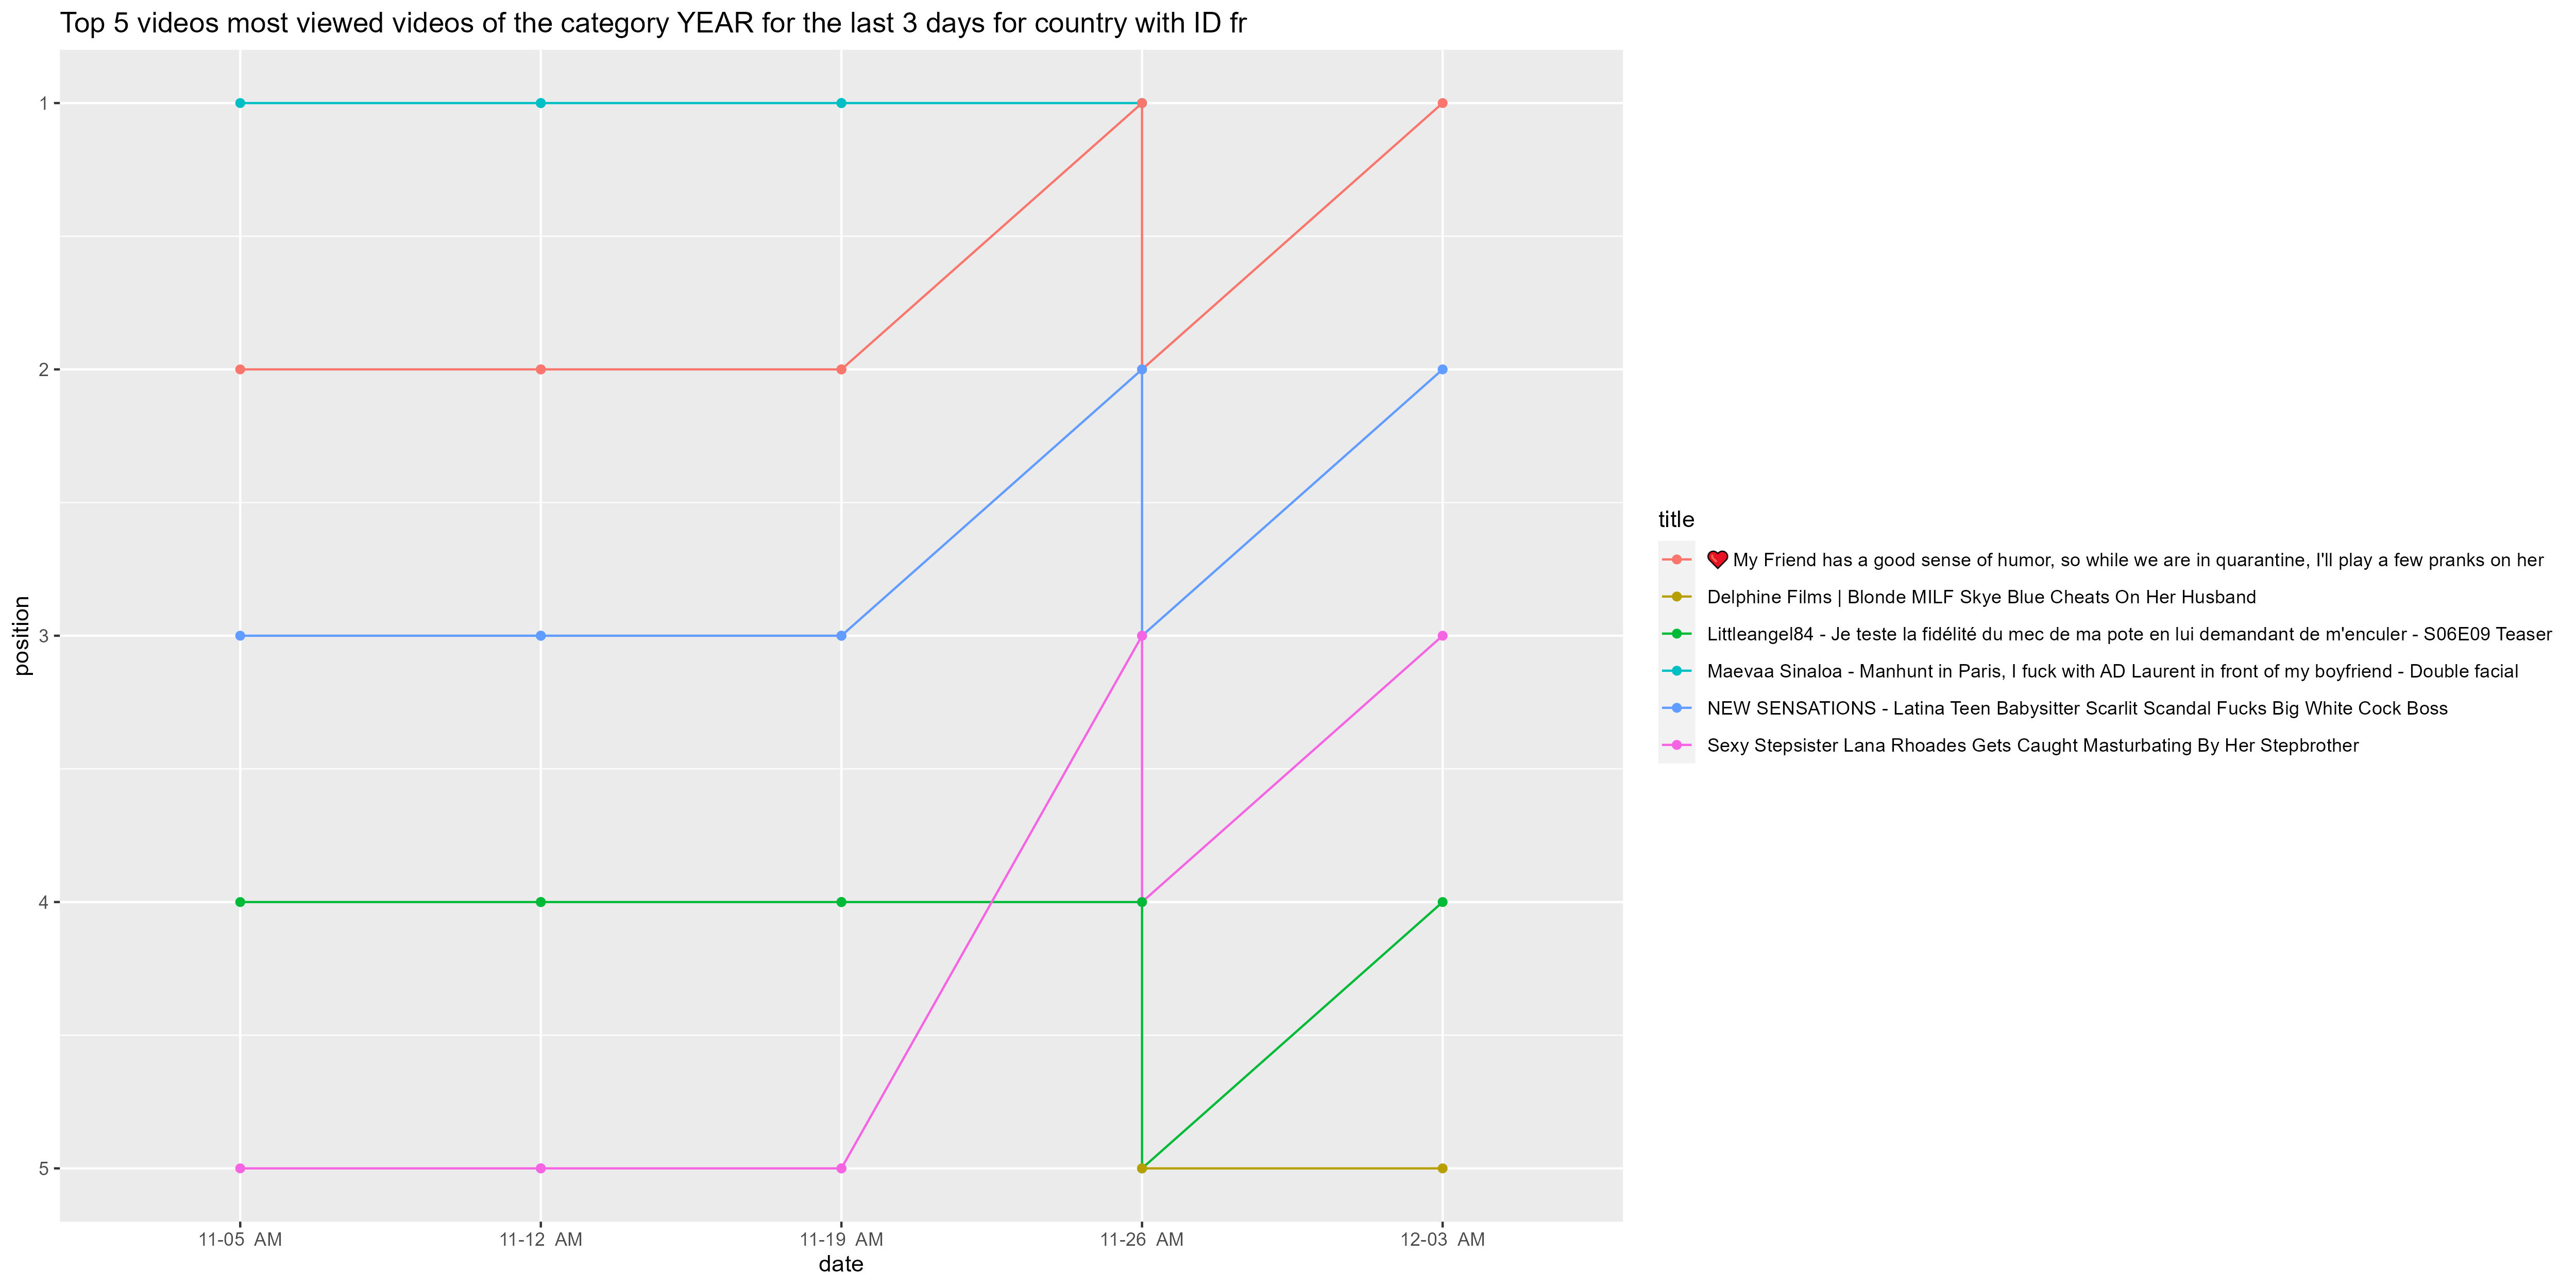 Top 5 videos most viewed videos of the category YEAR for the last 3 days for country with ID fr
position
1
2
3
4
5
11-05 AM
11-12 AM
11-19 AM
11-26 AM
12-03 AM
date
title
❤️ My Friend has a good sense of humor, so while we are in quarantine, I'll play a few pranks on her
Delphine Films | Blonde MILF Skye Blue Cheats On Her Husband
Littleangel84 - Je teste la fidélité du mec de ma pote en lui demandant de m'enculer - S06E09 Teaser
Maevaa Sinaloa - Manhunt in Paris, I fuck with AD Laurent in front of my boyfriend - Double facial
NEW SENSATIONS - Latina Teen Babysitter Scarlit Scandal Fucks Big White Cock Boss
Sexy Stepsister Lana Rhoades Gets Caught Masturbating By Her Stepbrother